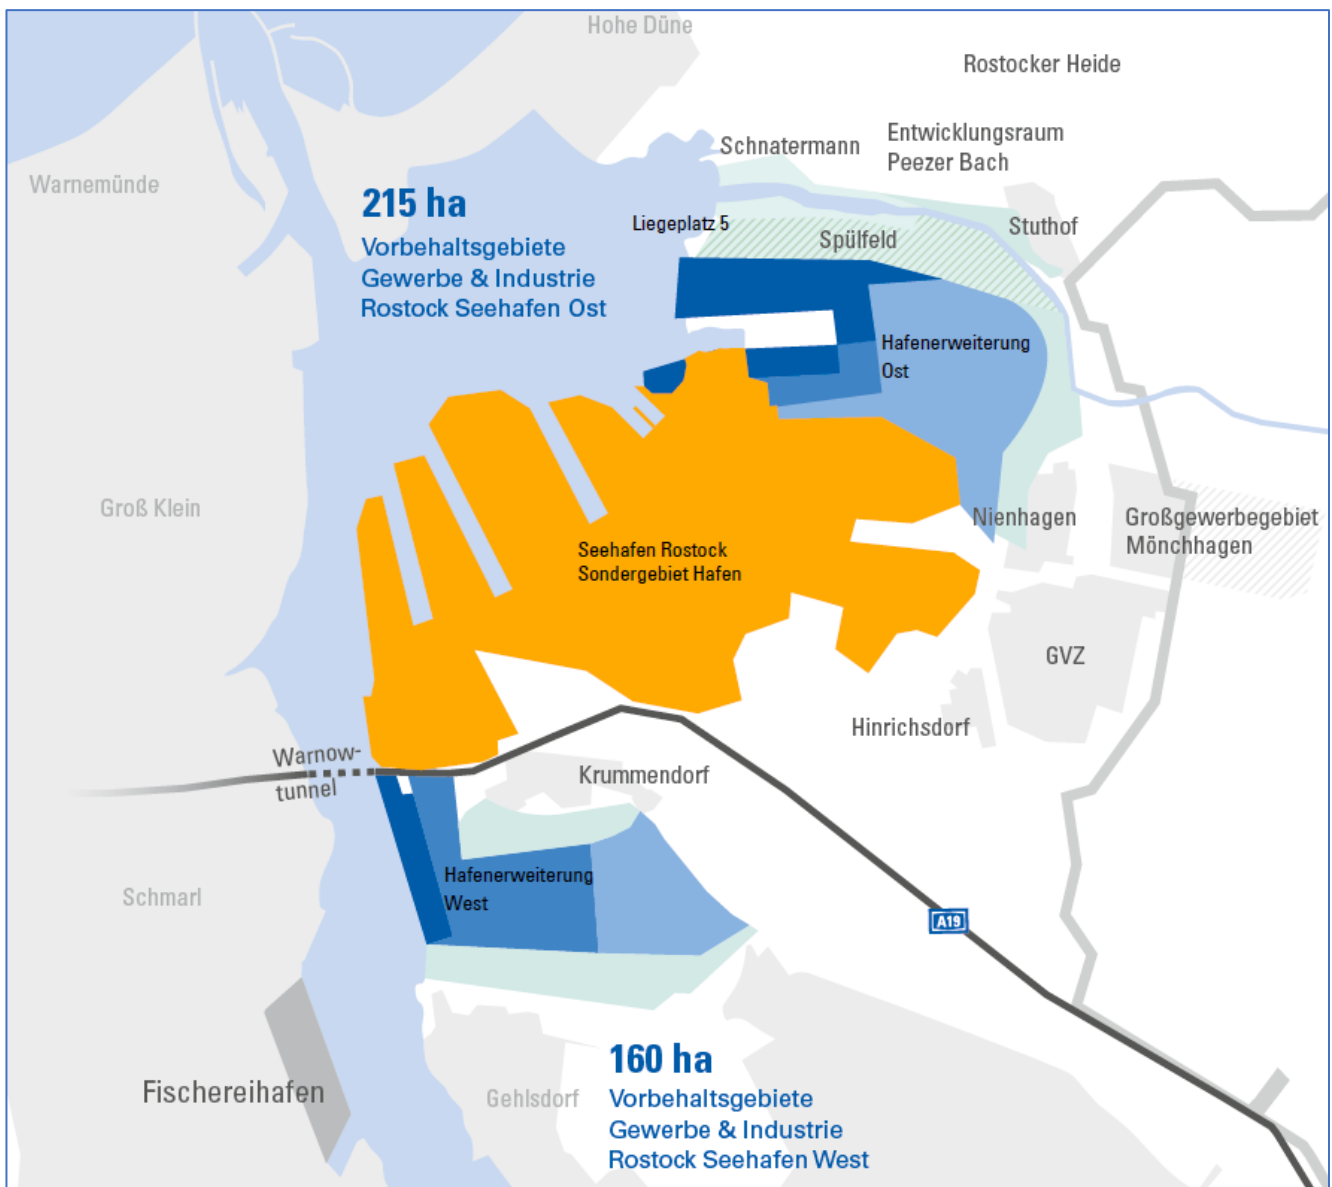 Hohe Düne
Rostocker Heide
Schnatermann
Entwicklungsraum
Peezer Bach
Warnemünde
215 ha
Vorbehaltsgebiete
Gewerbe & Industrie
Rostock Seehafen Ost
Liegeplatz 5
Spülfeld
Stuthof
Hafenerweiterung
Ost
Groß Klein
Nienhagen
Großgewerbegebiet
Mönchhagen
Seehafen Rostock
Sondergebiet Hafen
GVZ
Hinrichsdorf
Warnow-
tunnel
Krummendorf
Schmarl
Hafenerweiterung
West
A19
Fischereihafen
Gehlsdorf
160 ha
Vorbehaltsgebiete
Gewerbe & Industrie
Rostock Seehafen West